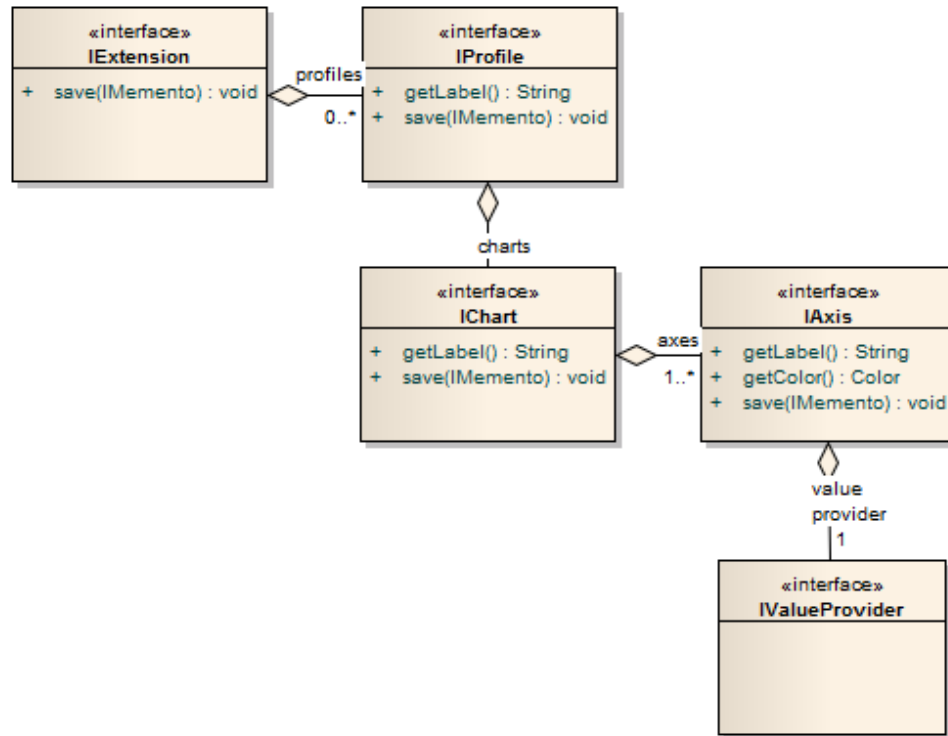 «interface»
IExtension
+ save(IMemento) : void
profiles
0..*
«interface»
IProfile
+ getLabel() : String
+ save(IMemento) : void
charts
«interface»
IChart
+ getLabel() : String
+ save(IMemento) : void
axes
1..*
«interface»
IAxis
+ getLabel() : String
+ getColor() : Color
+ save(IMemento) : void
value
provider
1
«interface»
IValueProvider